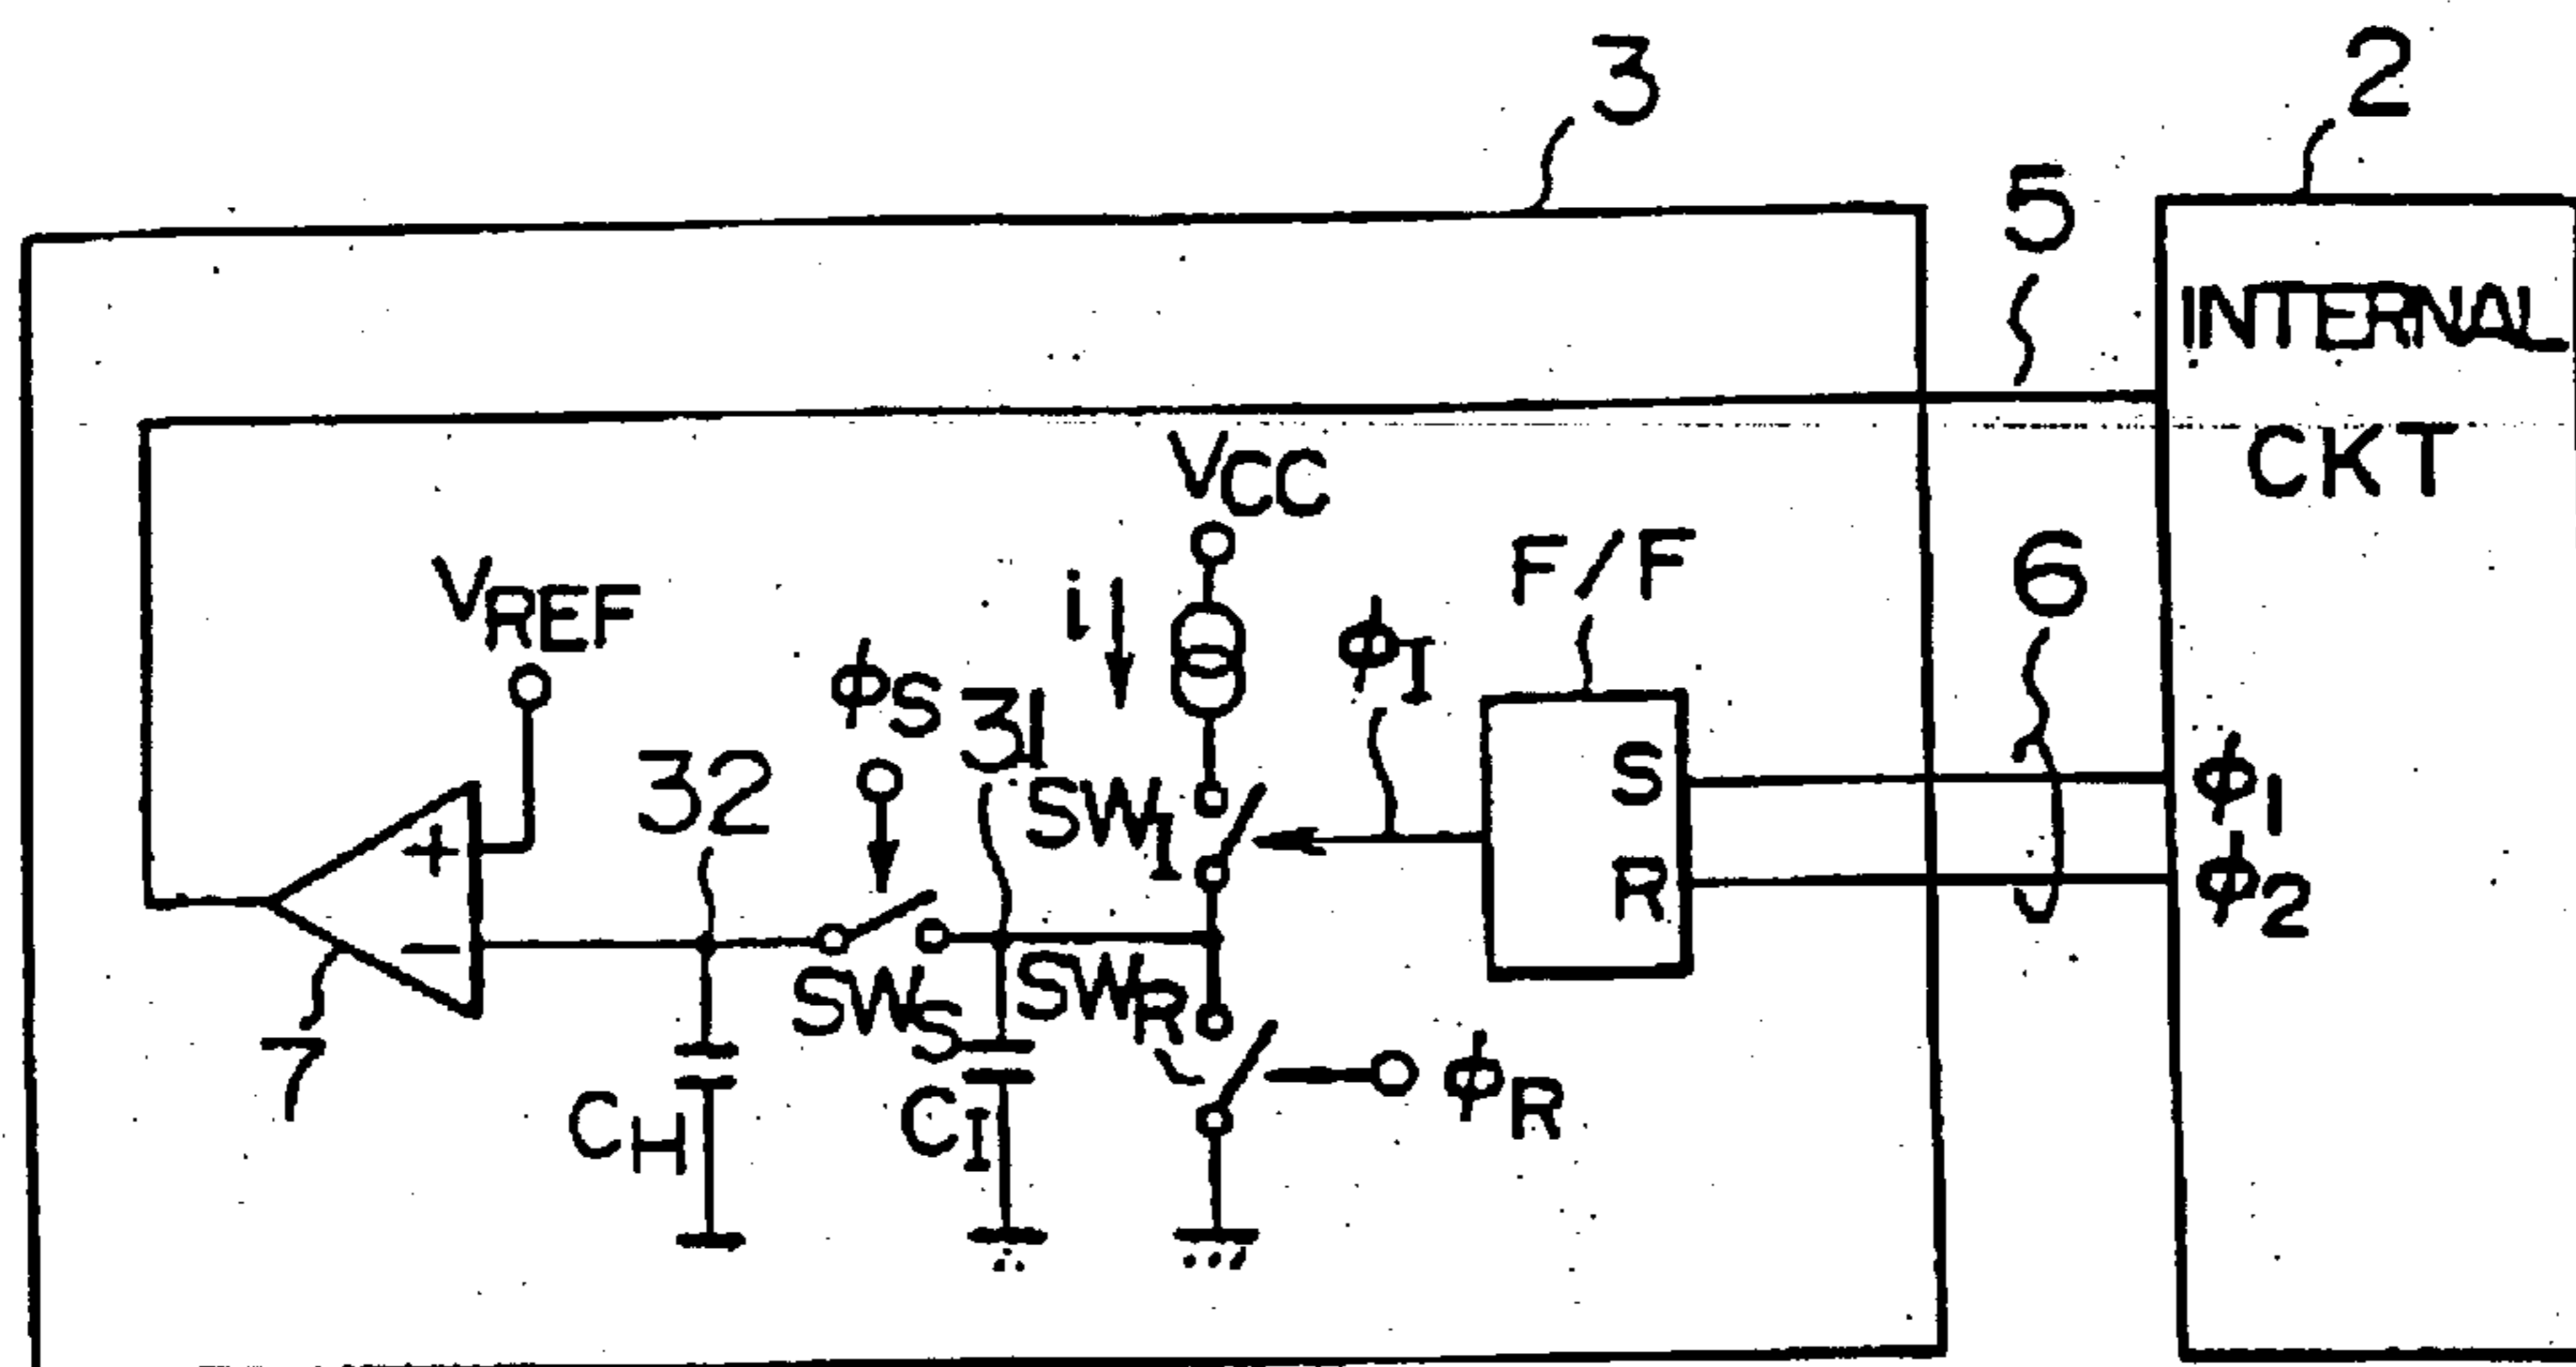 3
2
5
INTERNAL
CKT
VCC
VREF
i
F/F
6
φS
31
φI
32
SWI
S
φ1
R
φ2
SWS
SWR
7
CH
CI
φR
+
−